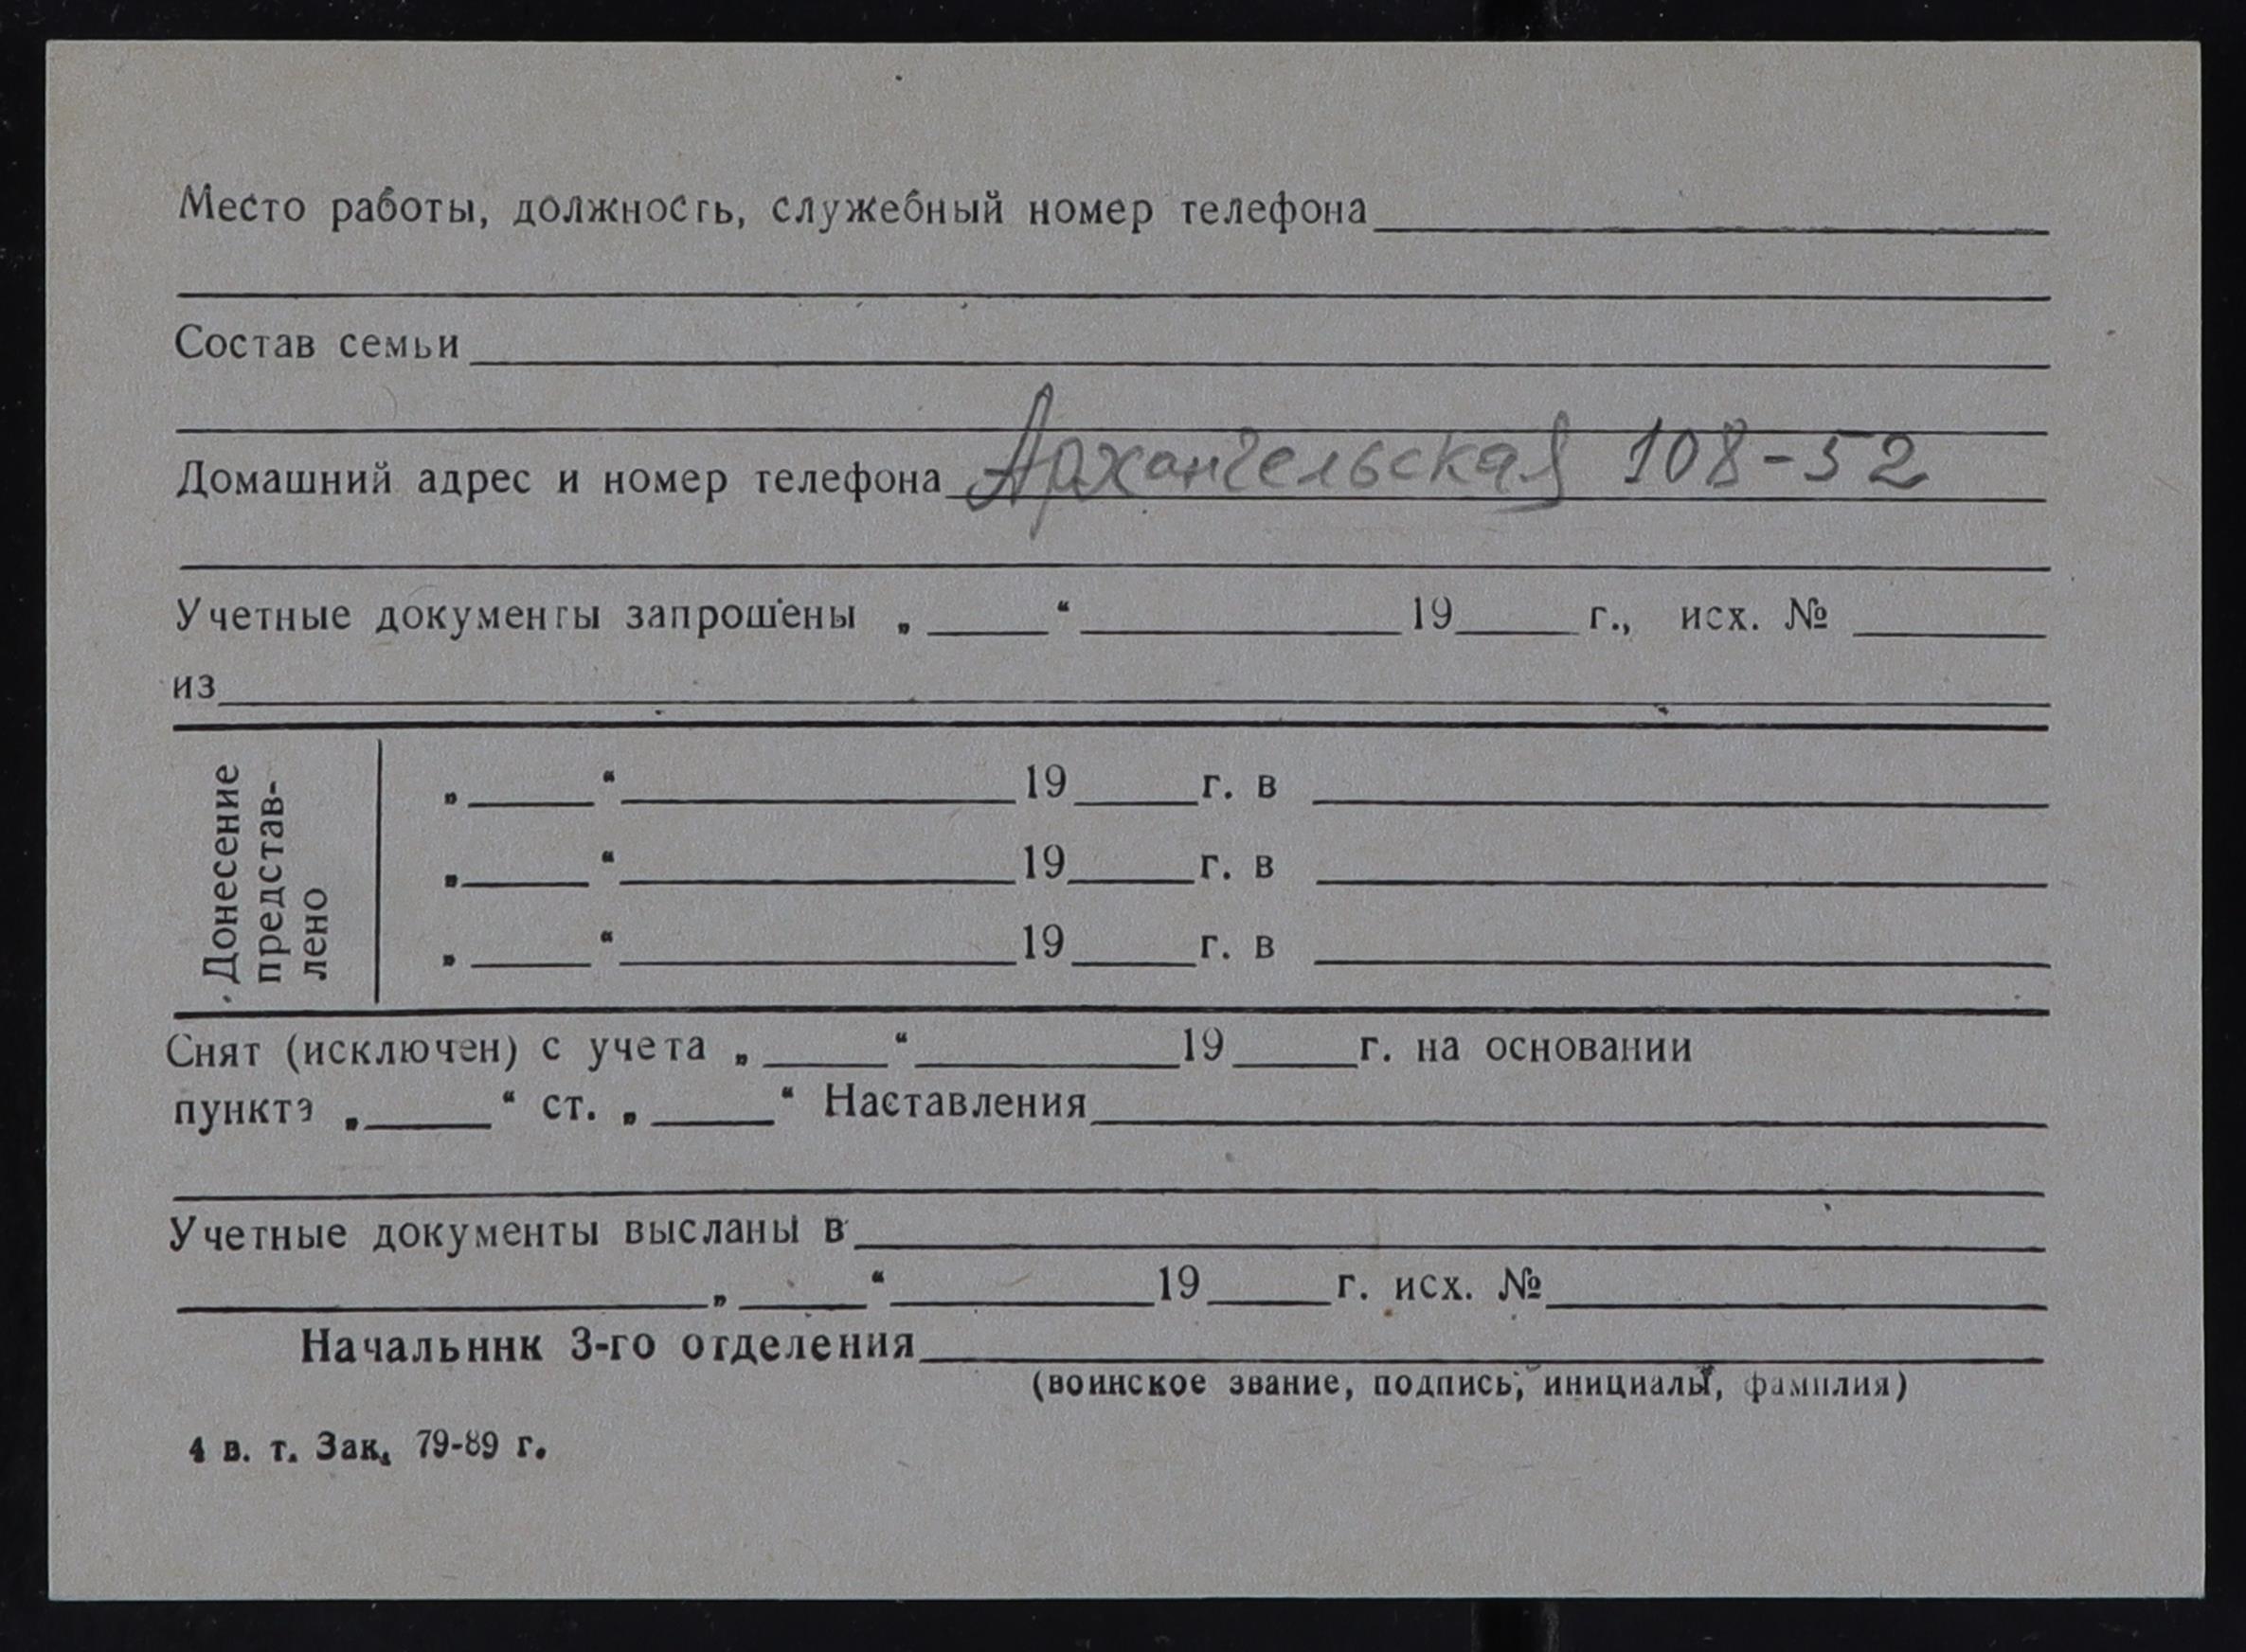 Место работы, должность, служебный номер телефона
Состав семьи
Домашний адрес и номер телефона Архангельская 108-52
Учетные документы запрошены „ “ 19 г., исх. №
из
Донесение
представ-
лено
„ “ 19 г. в
„ “ 19 г. в
„ “ 19 г. в
Снят (исключен) с учета „ “ 19 г. на основании
пункта „ “ ст. „ “ Наставления
Учетные документы высланы в
„ “ 19 г. исх. №
Начальник 3-го отделения
(воинское звание, подпись, инициалы, фамилия)
4 в. т. Зак. 79-89 г.